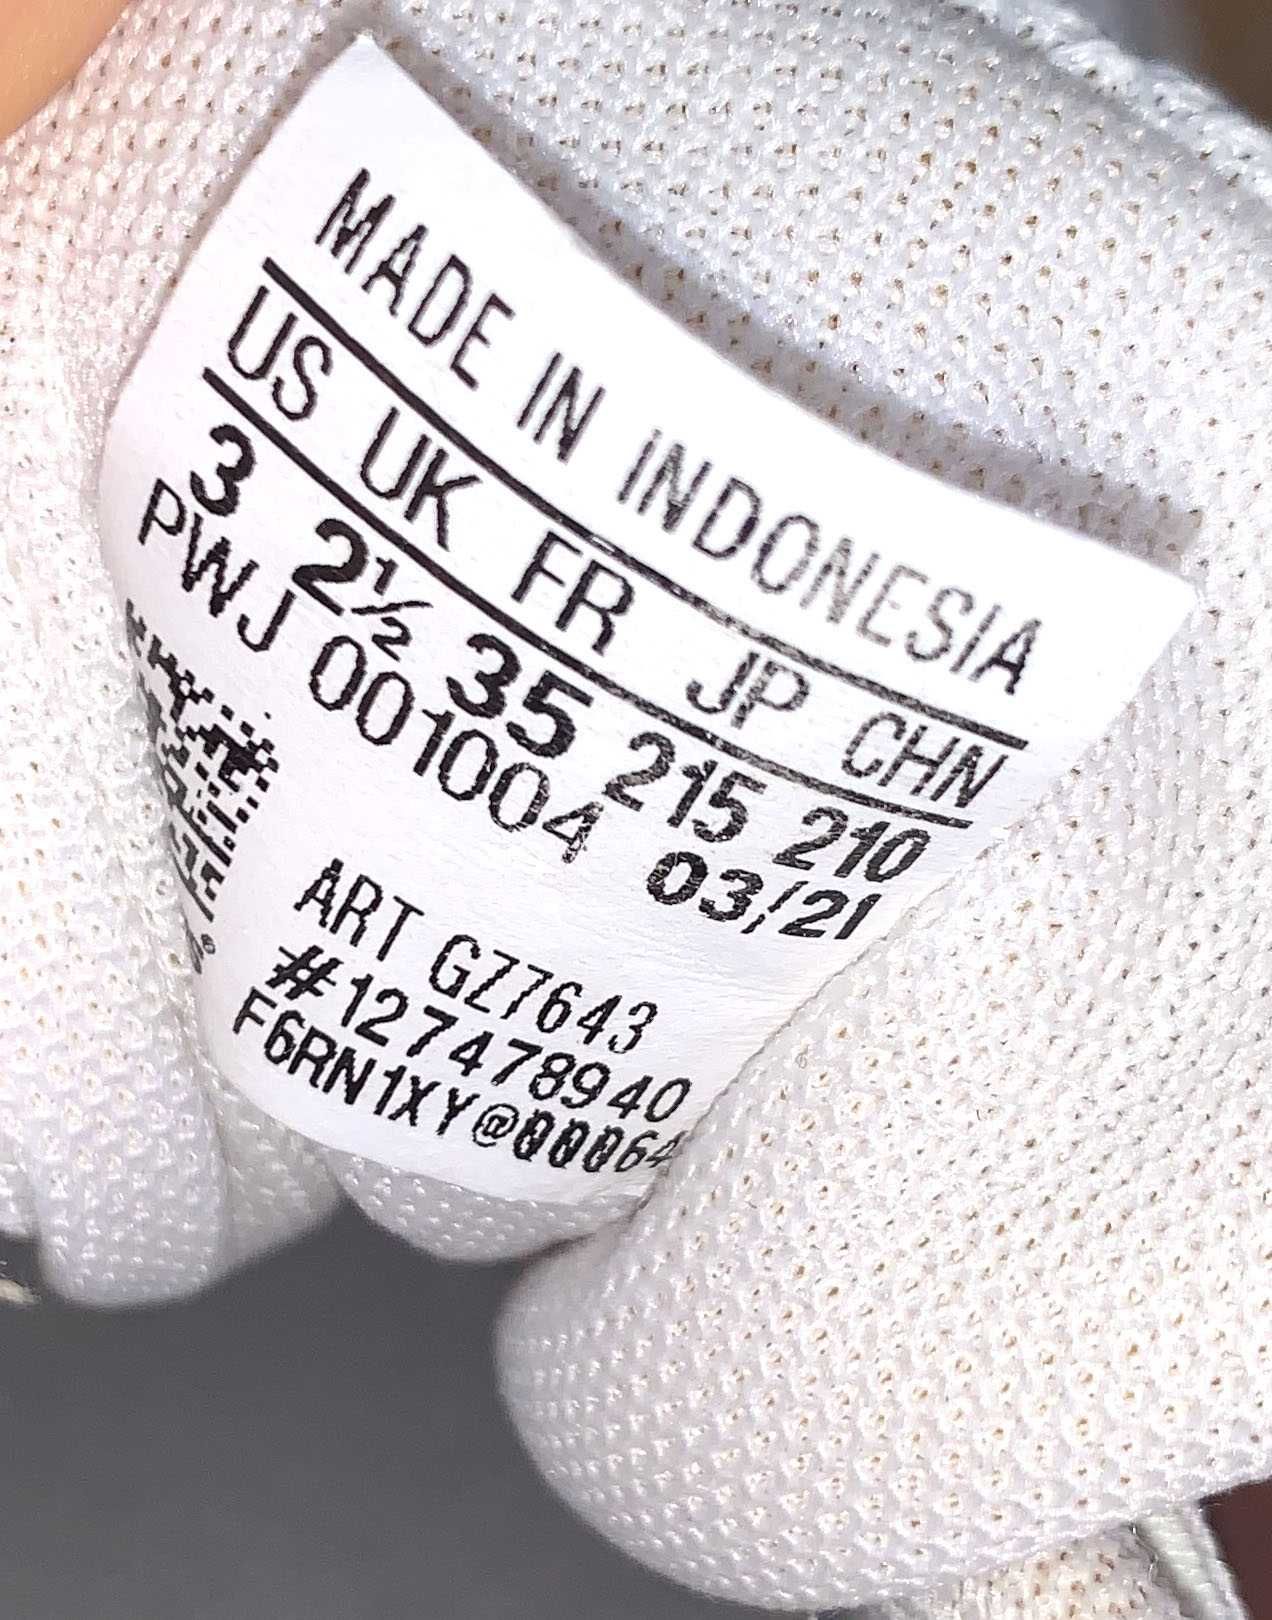 MADE IN INDONESIA
US UK FR JP CHN
3 2½ 35 215 210
PWJ 001004 03/21
ART GZ7643
#127478940
F6RN1XY@000064